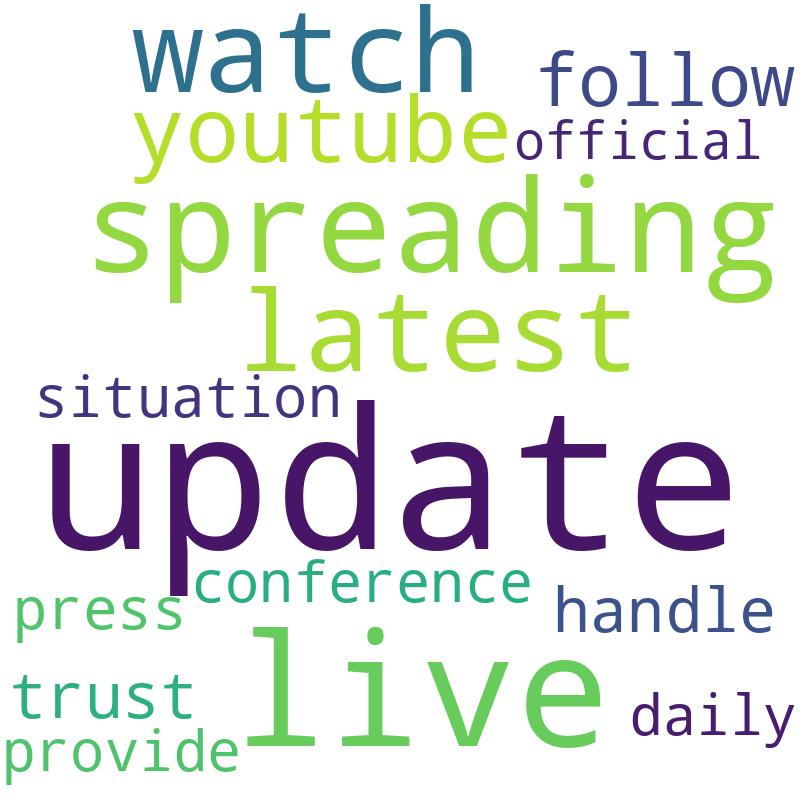 watch
follow
youtube
official
spreading
latest
situation
update
conference
press
handle
live
trust
daily
provide